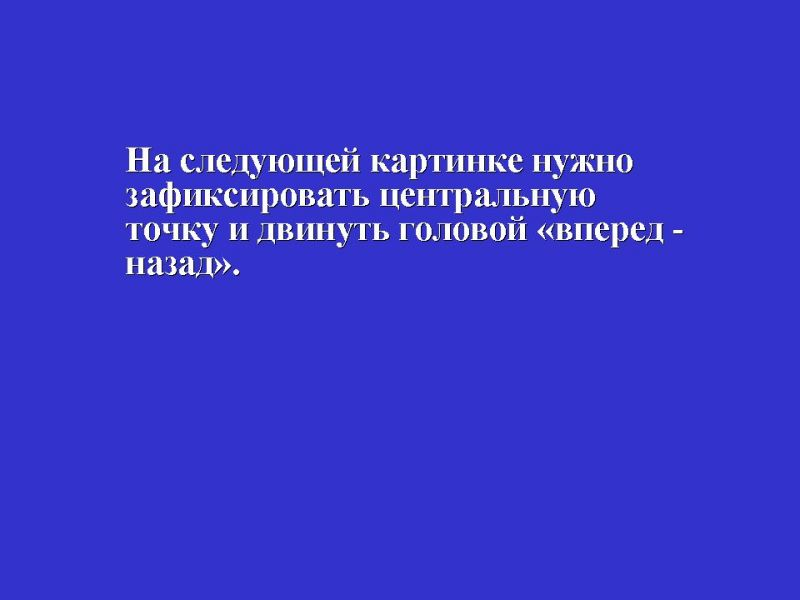 На следующей картинке нужно
зафиксировать центральную
точку и двинуть головой «вперед -
назад».